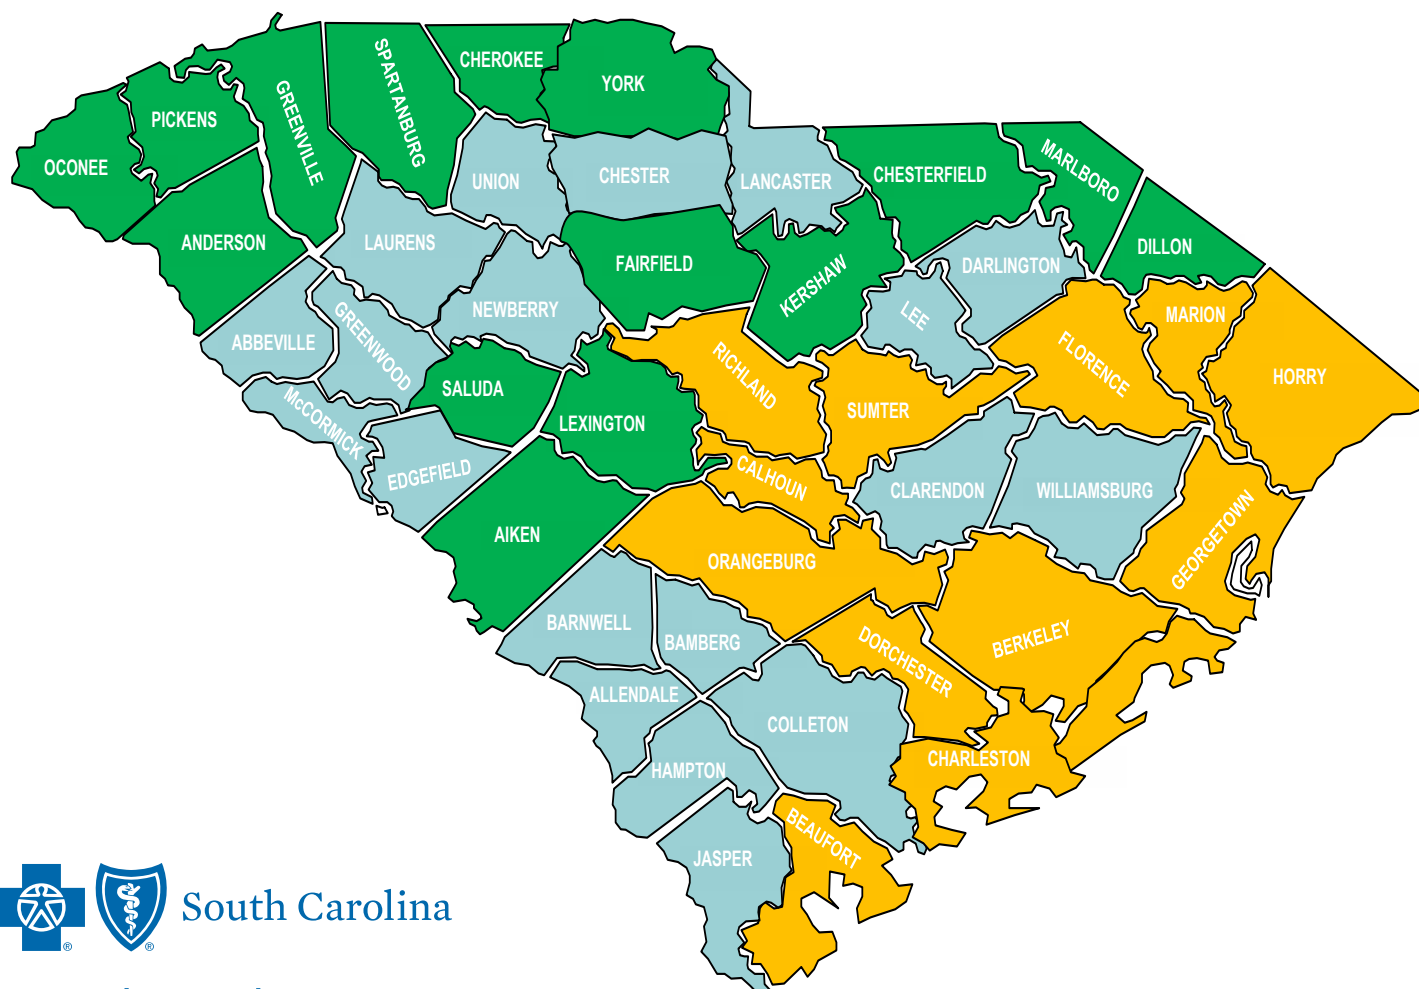 CHEROKEE
YORK
SPARTANBURG
GREENVILLE
PICKENS
OCONEE
UNION
CHESTER
LANCASTER
CHESTERFIELD
MARLBORO
ANDERSON
LAURENS
FAIRFIELD
KERSHAW
DARLINGTON
DILLON
ABBEVILLE
GREENWOOD
NEWBERRY
LEE
MARION
SALUDA
RICHLAND
SUMTER
FLORENCE
HORRY
McCORMICK
LEXINGTON
EDGEFIELD
CALHOUN
CLARENDON
WILLIAMSBURG
AIKEN
ORANGEBURG
GEORGETOWN
BARNWELL
BAMBERG
DORCHESTER
BERKELEY
ALLENDALE
COLLETON
HAMPTON
CHARLESTON
JASPER
BEAUFORT
South Carolina
® ®